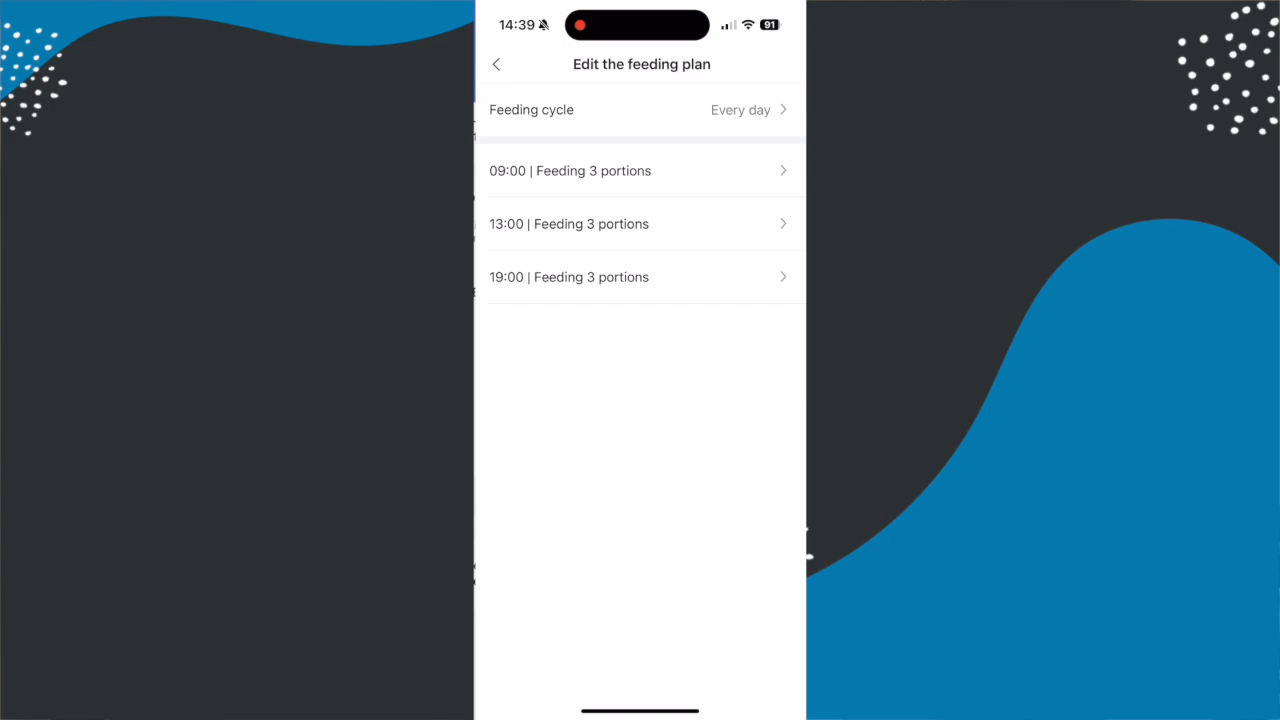 14:39
91
Edit the feeding plan
Feeding cycle Every day
09:00 | Feeding 3 portions
13:00 | Feeding 3 portions
19:00 | Feeding 3 portions